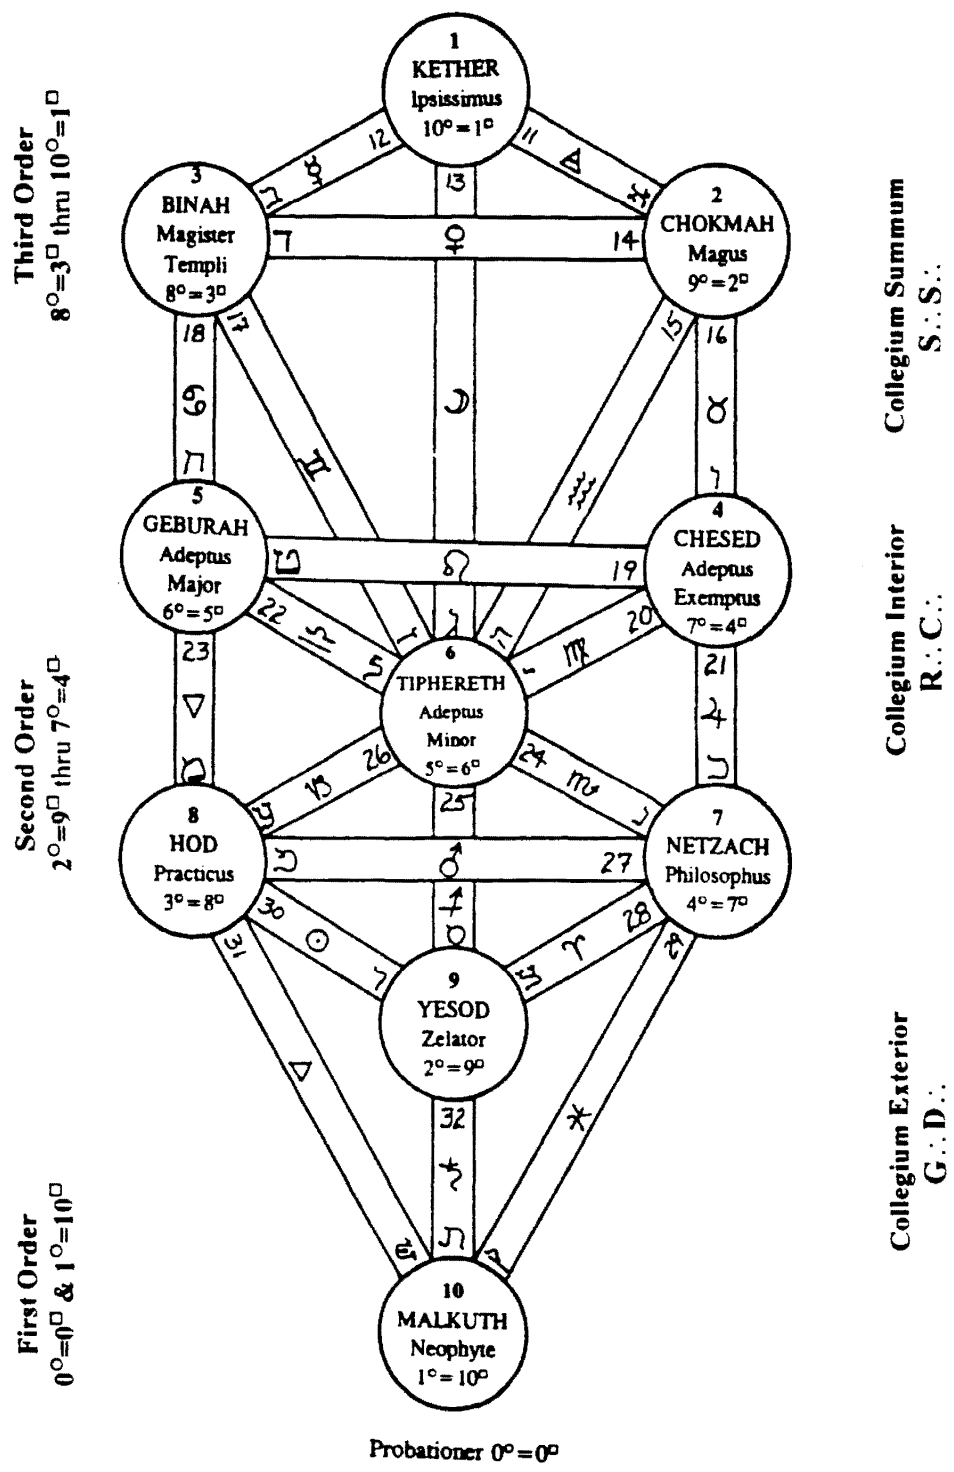 1
KETHER
Ipsissimus
10°=1□
12
11
☿
🜁
13
3
BINAH
Magister
Templi
8°=3□
2
CHOKMAH
Magus
9°=2□
♀
14
18
17
15
16
♋
♊
☽
♒
♉
ח
ו
5
GEBURAH
Adeptus
Major
6°=5□
4
CHESED
Adeptus
Exemptus
7°=4□
ט
♌
19
22
♎
20
♍
ל
י
6
TIPHERETH
Adeptus
Minor
5°=6□
23
▽
21
♃
26
♑
24
♏
25
8
HOD
Practicus
3°=8□
7
NETZACH
Philosophus
4°=7□
פ
♂
27
♐
30
☉
28
♈
31
29
9
YESOD
Zelator
2°=9□
△
32
♄
ת
ש
10
MALKUTH
Neophyte
1°=10□
Probationer 0°=0□
Third Order
8°=3□ thru 10°=1□
Second Order
2°=9□ thru 7°=4□
First Order
0°=0□ & 1°=10□
Collegium Summum
S∴S∴
Collegium Interior
R∴C∴
Collegium Exterior
G∴D∴